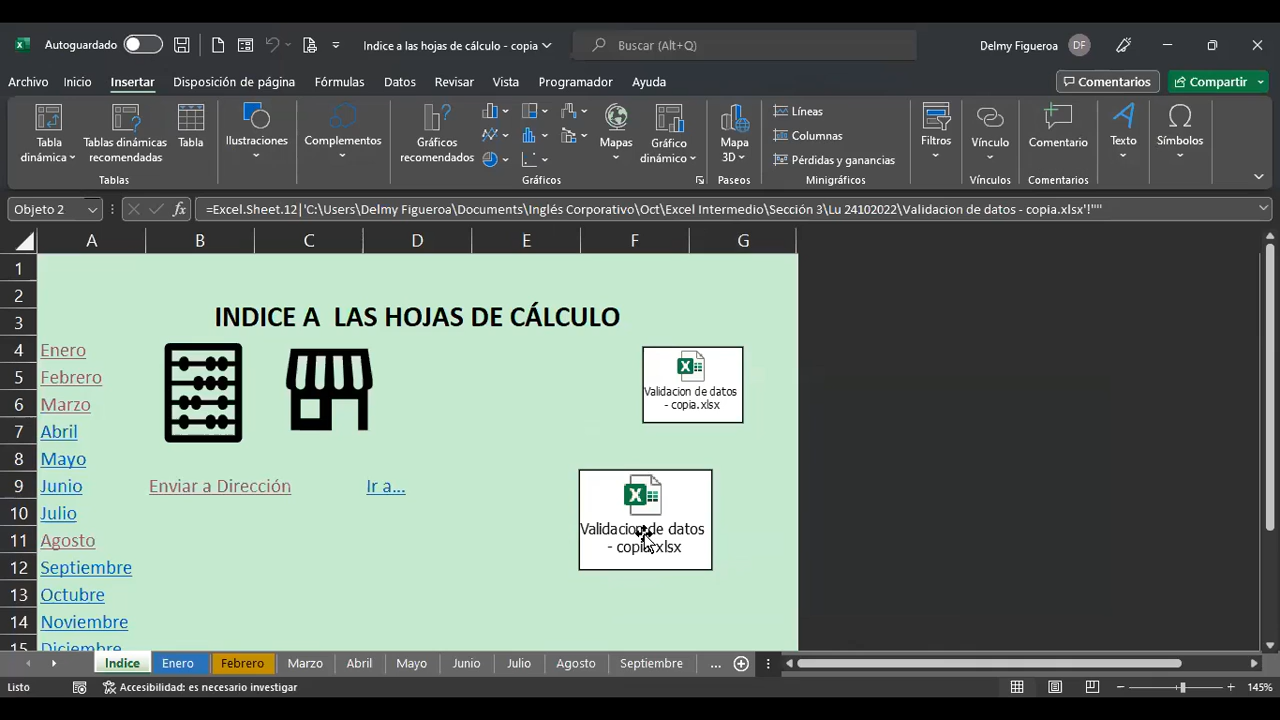 Autoguardado
Indice a las hojas de cálculo - copia
Buscar (Alt+Q)
Delmy Figueroa
DF
Archivo Inicio Insertar Disposición de página Fórmulas Datos Revisar Vista Programador Ayuda
Comentarios
Compartir
Tabla dinámica
Tablas dinámicas recomendadas
Tabla
Tablas
Ilustraciones
Complementos
Gráficos recomendados
Gráficos
Mapas
Gráfico dinámico
Mapa 3D
Paseos
Líneas
Columnas
Pérdidas y ganancias
Minigráficos
Filtros
Vínculo
Vínculos
Comentario
Comentarios
Texto
Símbolos
Objeto 2
fx
=Excel.Sheet.12|'C:\Users\Delmy Figueroa\Documents\Inglés Corporativo\Oct\Excel Intermedio\Sección 3\Lu 24102022\Validacion de datos - copia.xlsx'!''''
A B C D E F G
1
2
3 INDICE A LAS HOJAS DE CÁLCULO
4 Enero
5 Febrero
6 Marzo
7 Abril
8 Mayo
9 Junio Enviar a Dirección Ir a...
10 Julio
11 Agosto
12 Septiembre
13 Octubre
14 Noviembre
15 Diciembre
Validacion de datos
- copia.xlsx
Validacion de datos
- copia.xlsx
Indice Enero Febrero Marzo Abril Mayo Junio Julio Agosto Septiembre ...
Listo
Accesibilidad: es necesario investigar
145%